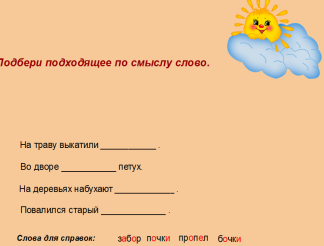 Подбери подходящее по смыслу слово.
На траву выкатили ___________ .
Во дворе ___________ петух.
На деревьях набухают ____________ .
Повалился старый _____________ .
Слова для справок: забор почки пропел бочки